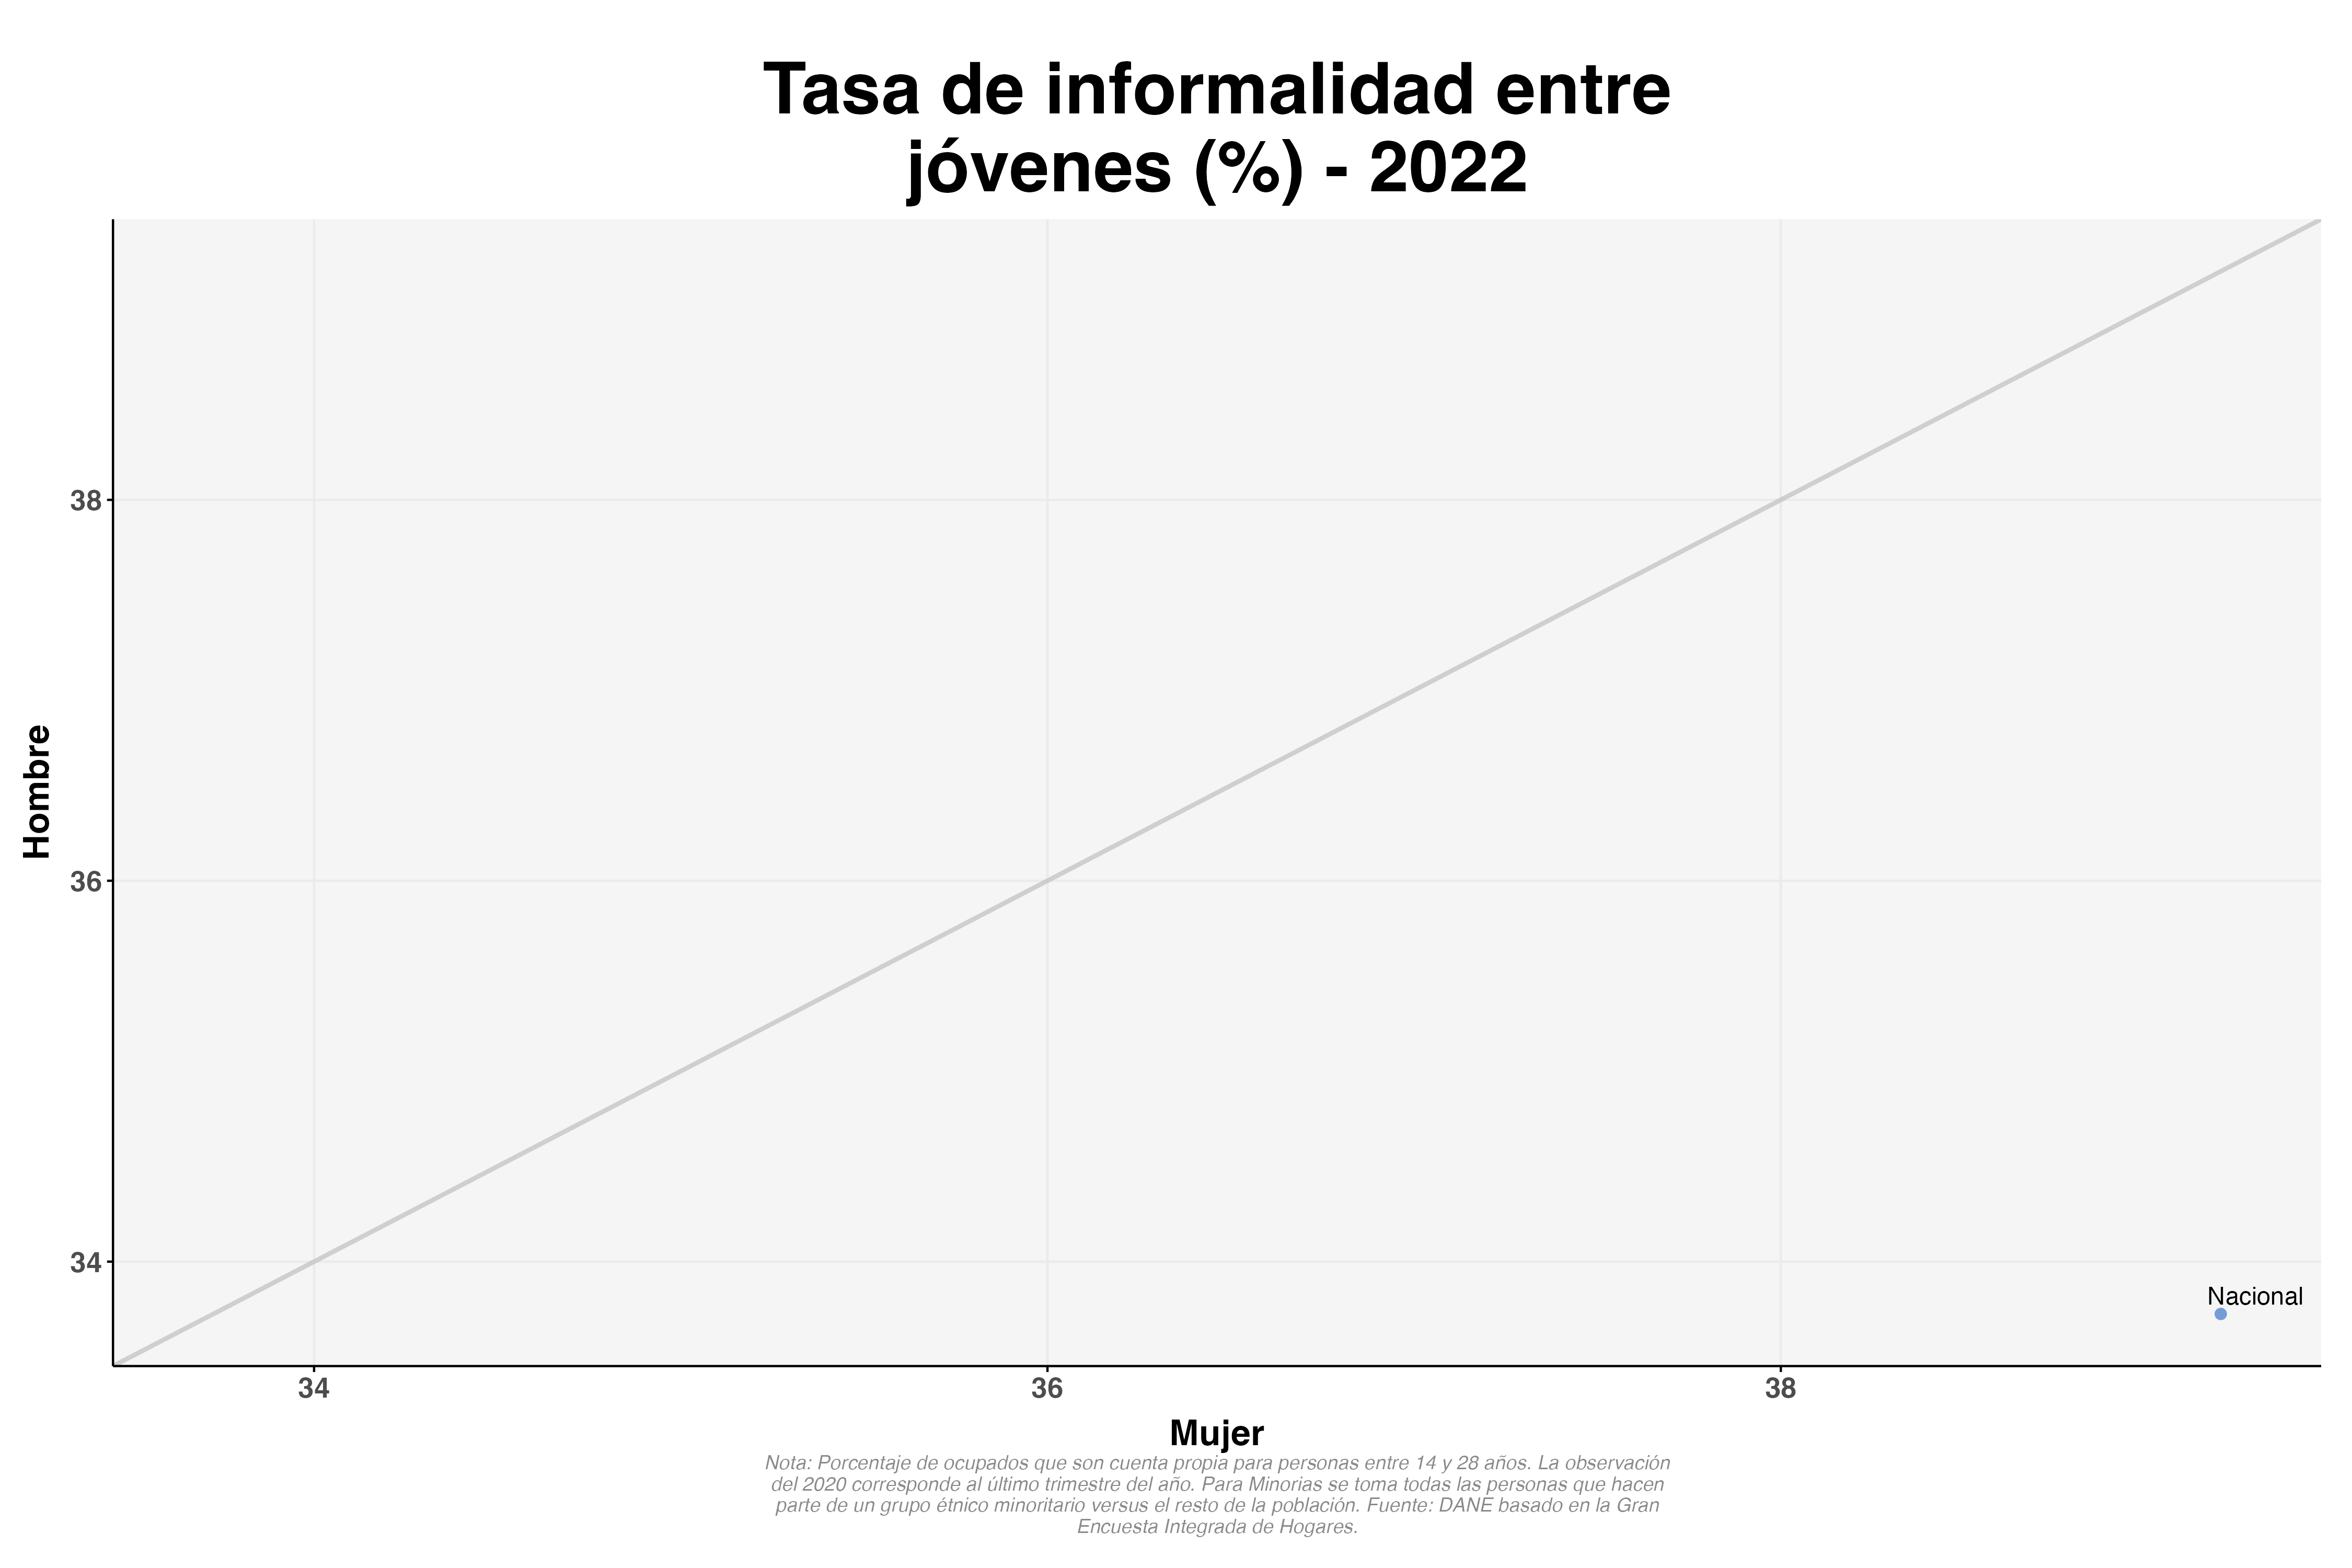 Tasa de informalidad entre
jóvenes (%) - 2022
Hombre
38
36
34
Nacional
34
36
38
Mujer
Nota: Porcentaje de ocupados que son cuenta propia para personas entre 14 y 28 años. La observación
del 2020 corresponde al último trimestre del año. Para Minorias se toma todas las personas que hacen
parte de un grupo étnico minoritario versus el resto de la población. Fuente: DANE basado en la Gran
Encuesta Integrada de Hogares.